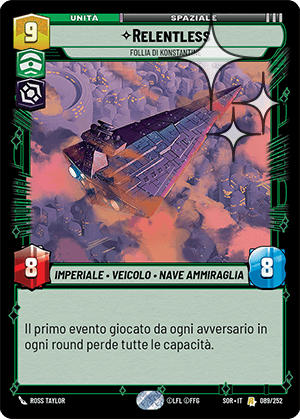 UNITÀ
SPAZIALE
9
RELENTLESS
FOLLIA DI KONSTANTINE
8
8
IMPERIALE • VEICOLO • NAVE AMMIRAGLIA
Il primo evento giocato da ogni avversario in
ogni round perde tutte le capacità.
ROSS TAYLOR
©LFL ©FFG
SOR • IT
R
089/252